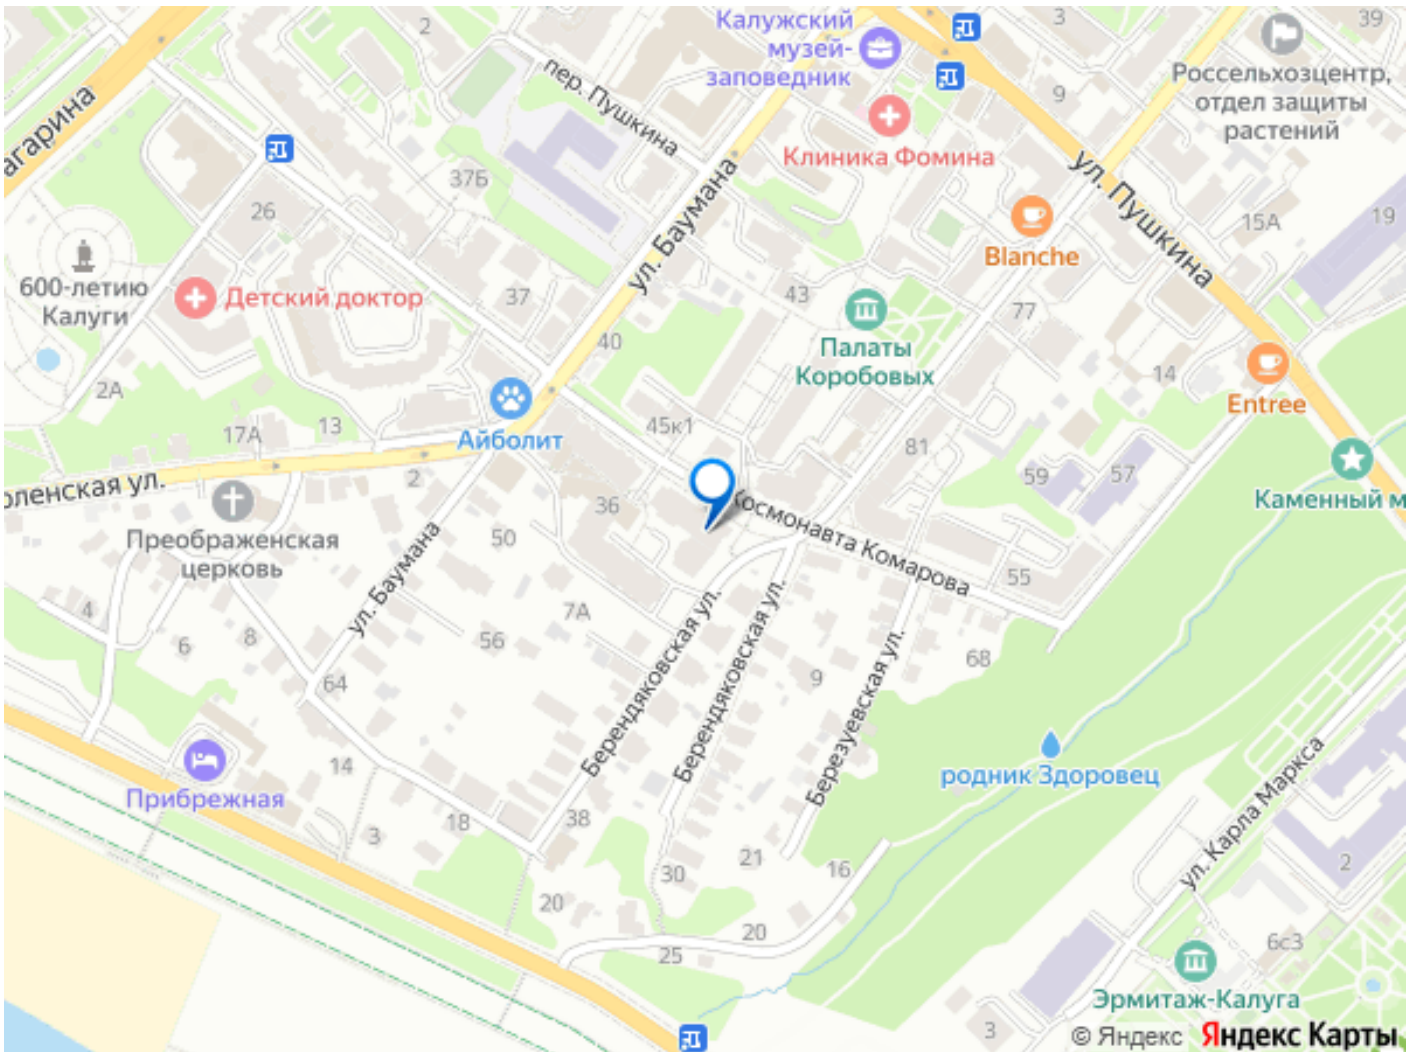 2
Калужский
музей-
заповедник
3
39
Россельхозцентр,
отдел защиты
растений
пер. Пушкина
9
агарина
Клиника Фомина
ул. Пушкина
37Б
ул. Баумана
26
15А
19
Blanche
600-летию
Калуги
Детский доктор
37
43
77
40
Палаты
Коробовых
14
2А
Entree
17А
13
Айболит
45к1
81
59
57
оленская ул.
2
36
Каменный м
Космонавта Комарова
Преображенская
церковь
50
ул. Баумана
55
4
6
8
7А
56
Берендяковская ул.
Берендяковская ул.
Березуевская ул.
9
68
64
14
Прибрежная
родник Здоровец
ул. Карла Маркса
18
3
38
30
21
16
2
20
20
25
6с3
Эрмитаж-Калуга
3
© Яндекс Яндекс Карты